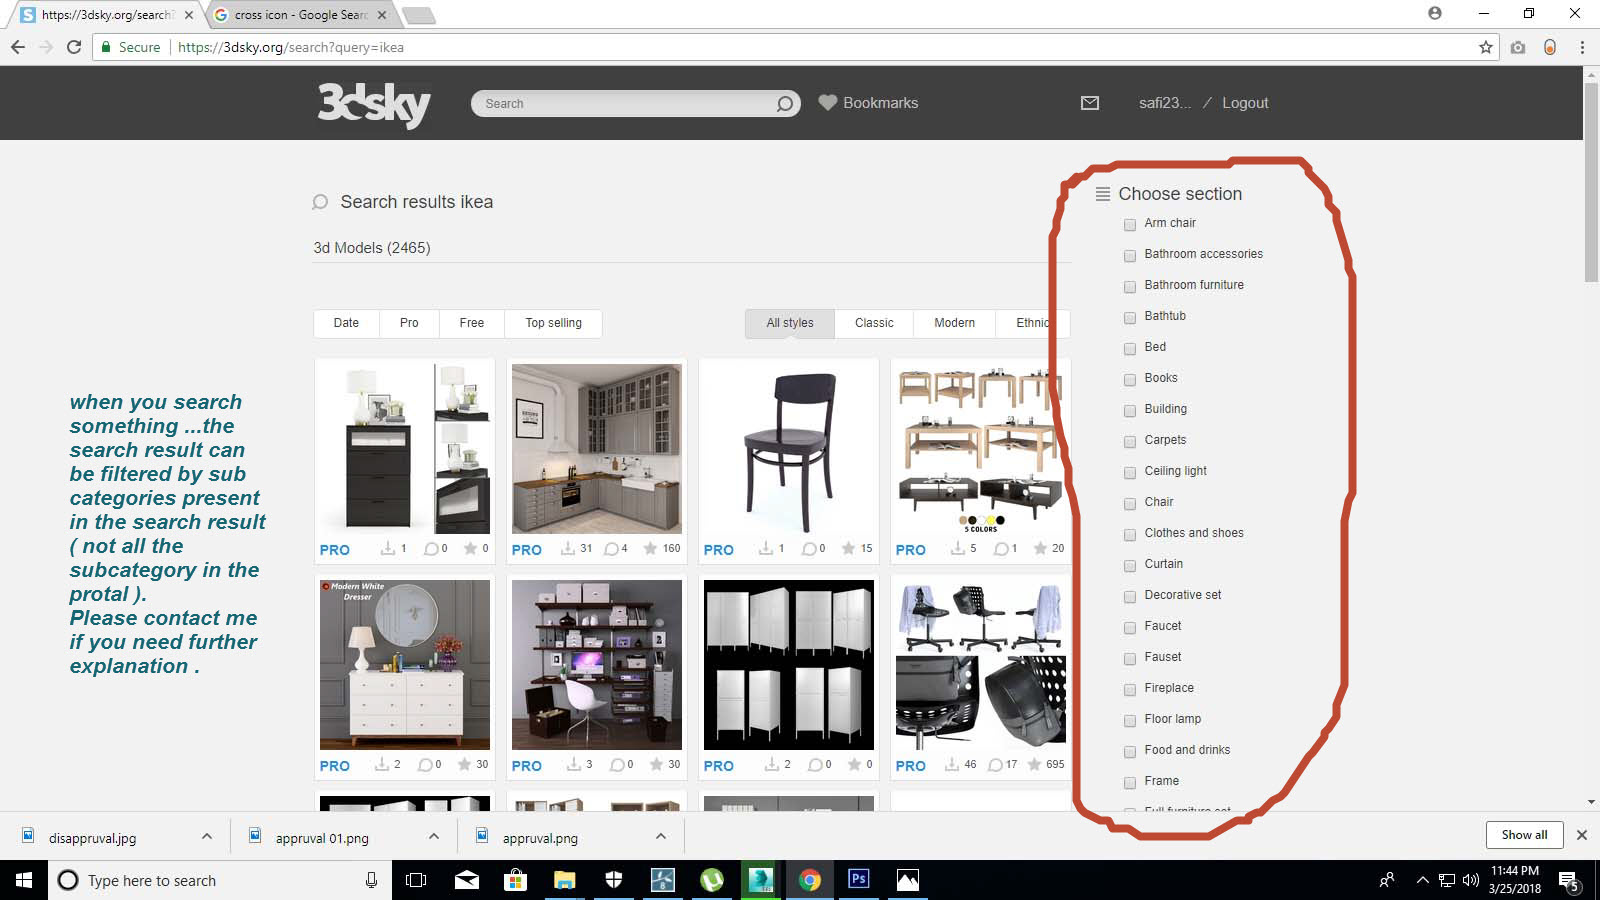 https://3dsky.org/search?
cross icon - Google Searc
Secure
https://3dsky.org/search?query=ikea
3dsky
Search
Bookmarks
safi23... / Logout
Search results ikea
3d Models (2465)
Date
Pro
Free
Top selling
All styles
Classic
Modern
Ethnic
PRO 1 0 0
PRO 31 4 160
PRO 1 0 15
5 COLORS
PRO 5 1 20
Modern White
Dresser
PRO 2 0 30
PRO 3 0 30
PRO 2 0 0
PRO 46 17 695
Choose section
Arm chair
Bathroom accessories
Bathroom furniture
Bathtub
Bed
Books
Building
Carpets
Ceiling light
Chair
Clothes and shoes
Curtain
Decorative set
Faucet
Fauset
Fireplace
Floor lamp
Food and drinks
Frame
Full furniture set
when you search
something ...the
search result can
be filtered by sub
categories present
in the search result
( not all the
subcategory in the
protal ).
Please contact me
if you need further
explanation .
disappruval.jpg
appruval 01.png
appruval.png
Show all
Type here to search
8
Ps
11:44 PM
3/25/2018
5